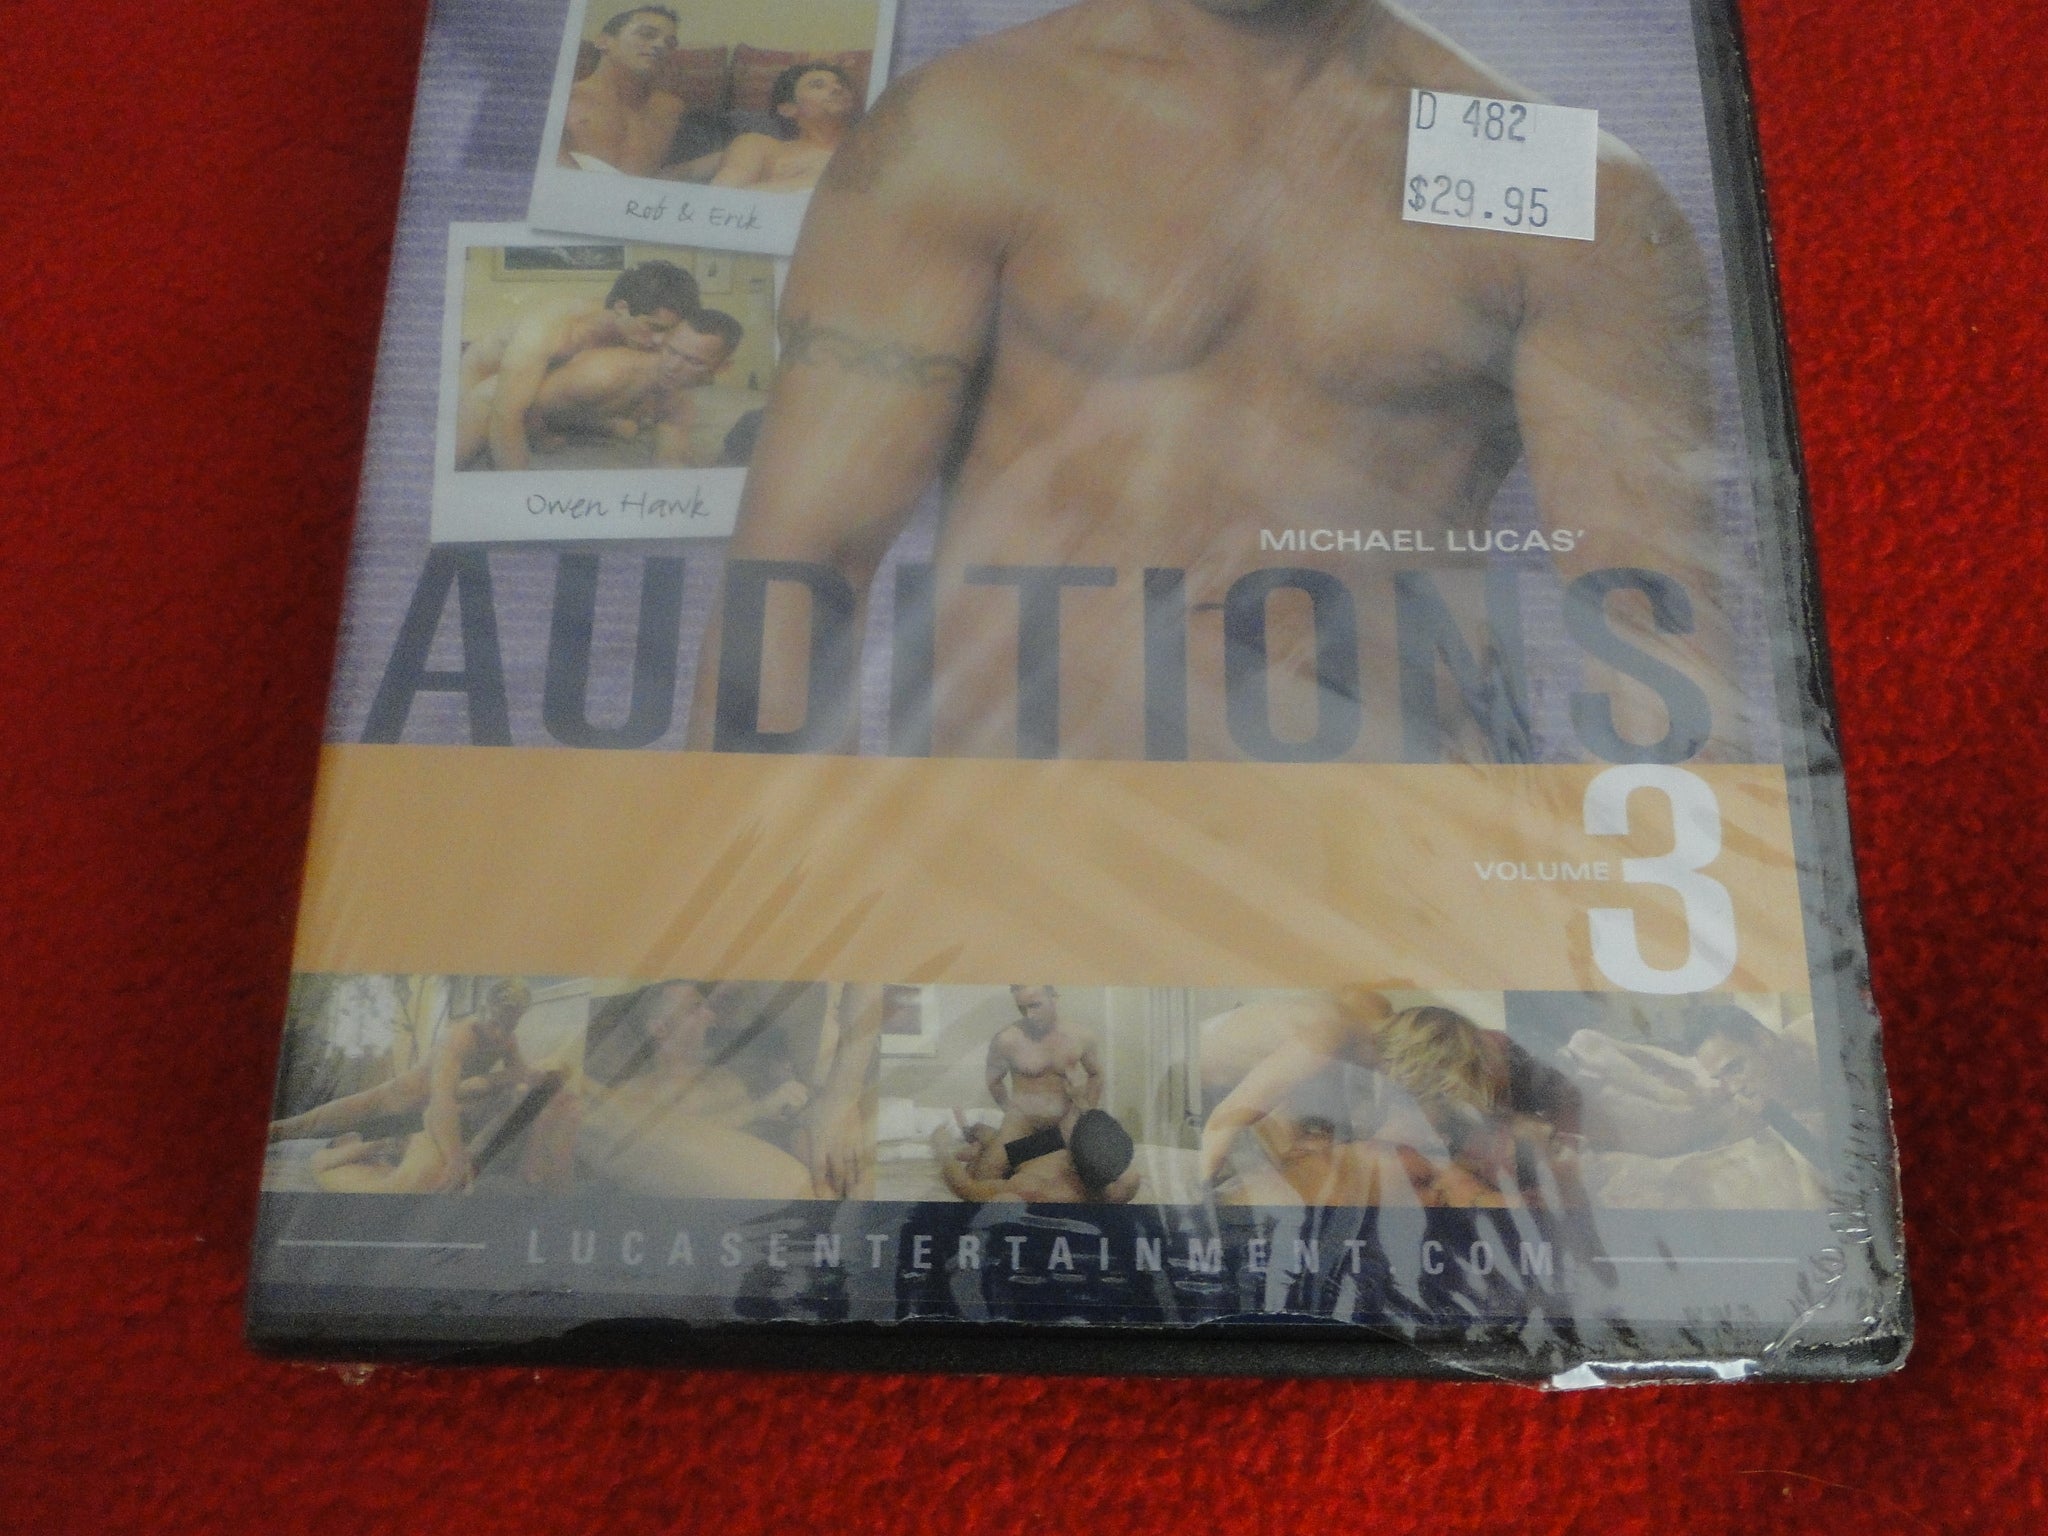 D 482
$29.95
Rob & Erik
Owen Hawk
MICHAEL LUCAS'
AUDITIONS
VOLUME 3
LUCASENTERTAINMENT.COM